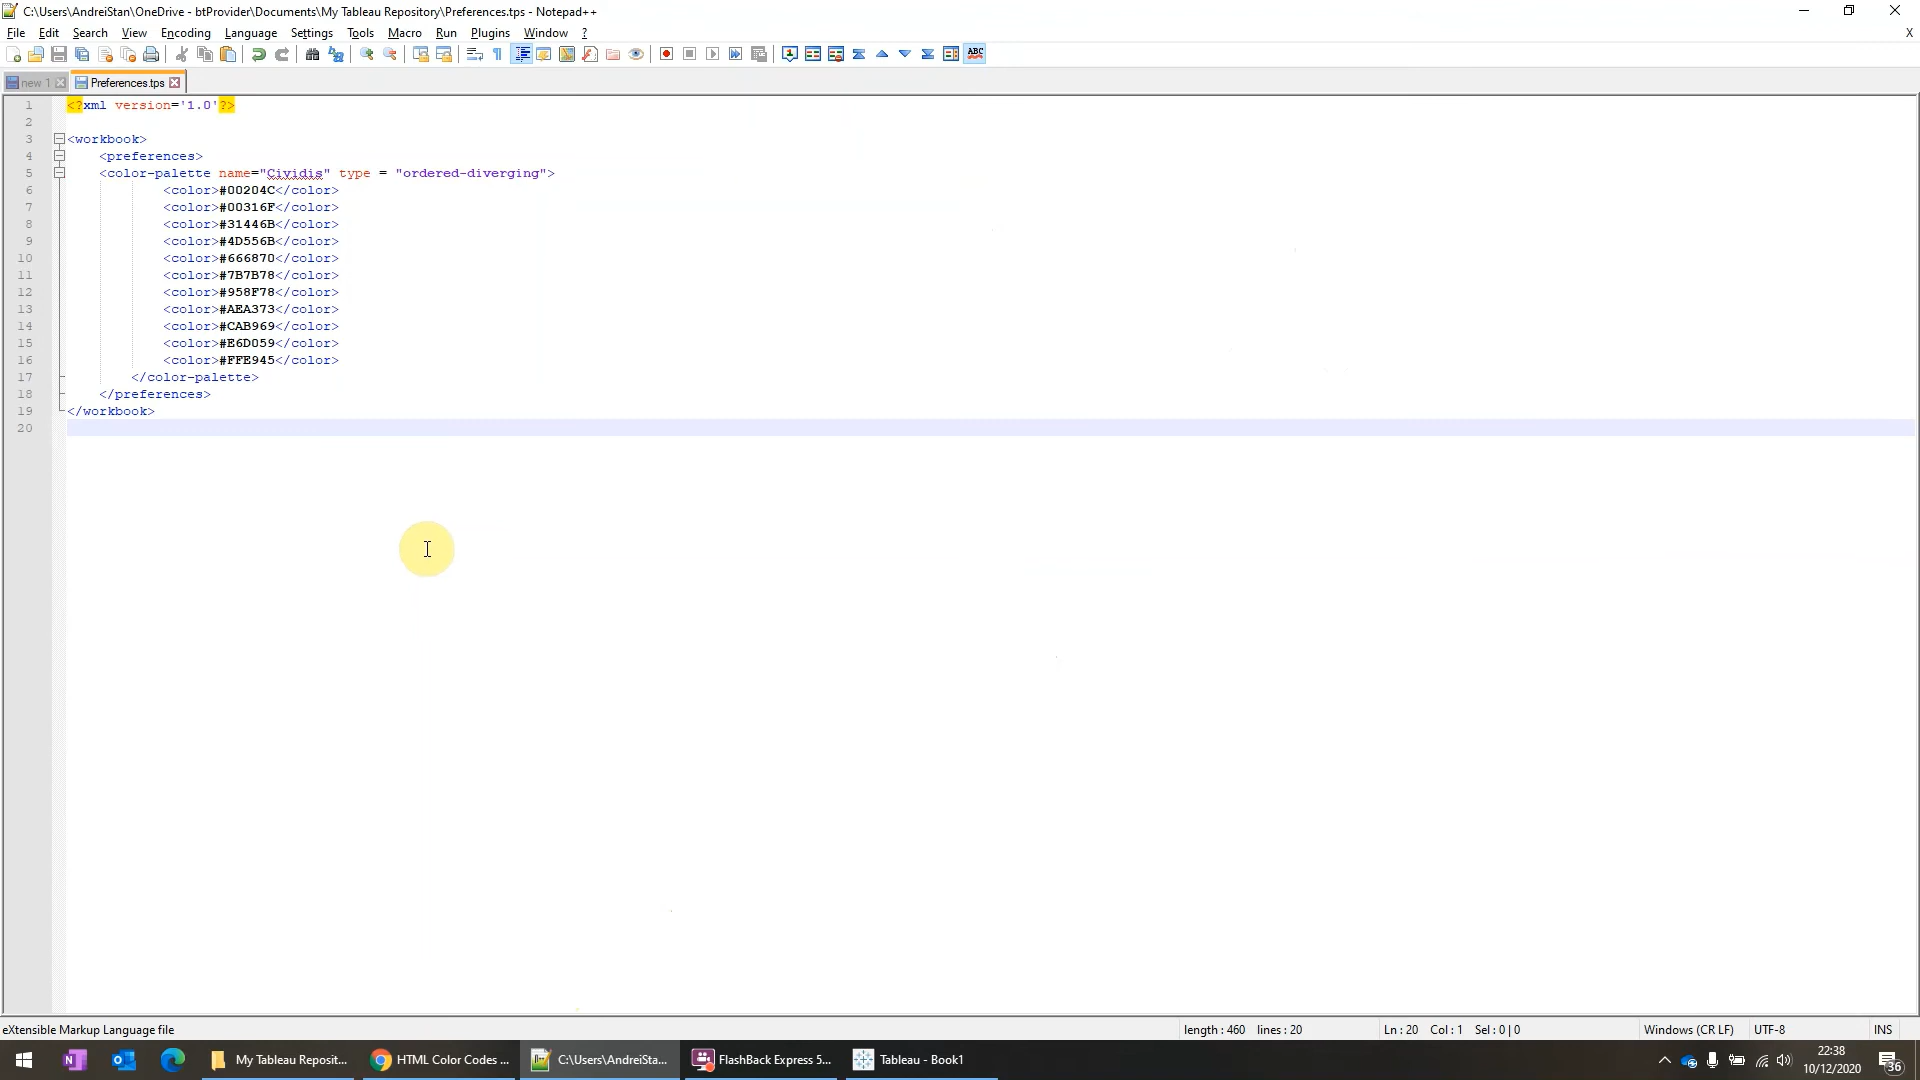 C:\Users\AndreiStan\OneDrive - btProvider\Documents\My Tableau Repository\Preferences.tps - Notepad++
File Edit Search View Encoding Language Settings Tools Macro Run Plugins Window ? X
ABC
new 1 Preferences.tps
1 <?xml version='1.0'?>
2
3 <workbook>
4 <preferences>
5 <color-palette name="Cividis" type = "ordered-diverging">
6 <color>#00204C</color>
7 <color>#00316F</color>
8 <color>#31446B</color>
9 <color>#4D556B</color>
10 <color>#666870</color>
11 <color>#7B7B78</color>
12 <color>#958F78</color>
13 <color>#AEA373</color>
14 <color>#CAB969</color>
15 <color>#E6D059</color>
16 <color>#FFE945</color>
17 </color-palette>
18 </preferences>
19 </workbook>
20
eXtensible Markup Language file length : 460 lines : 20 Ln : 20 Col : 1 Sel : 0 | 0 Windows (CR LF) UTF-8 INS
My Tableau Reposit... HTML Color Codes ... C:\Users\AndreiSta... FlashBack Express 5... Tableau - Book1 22:38
10/12/2020 36